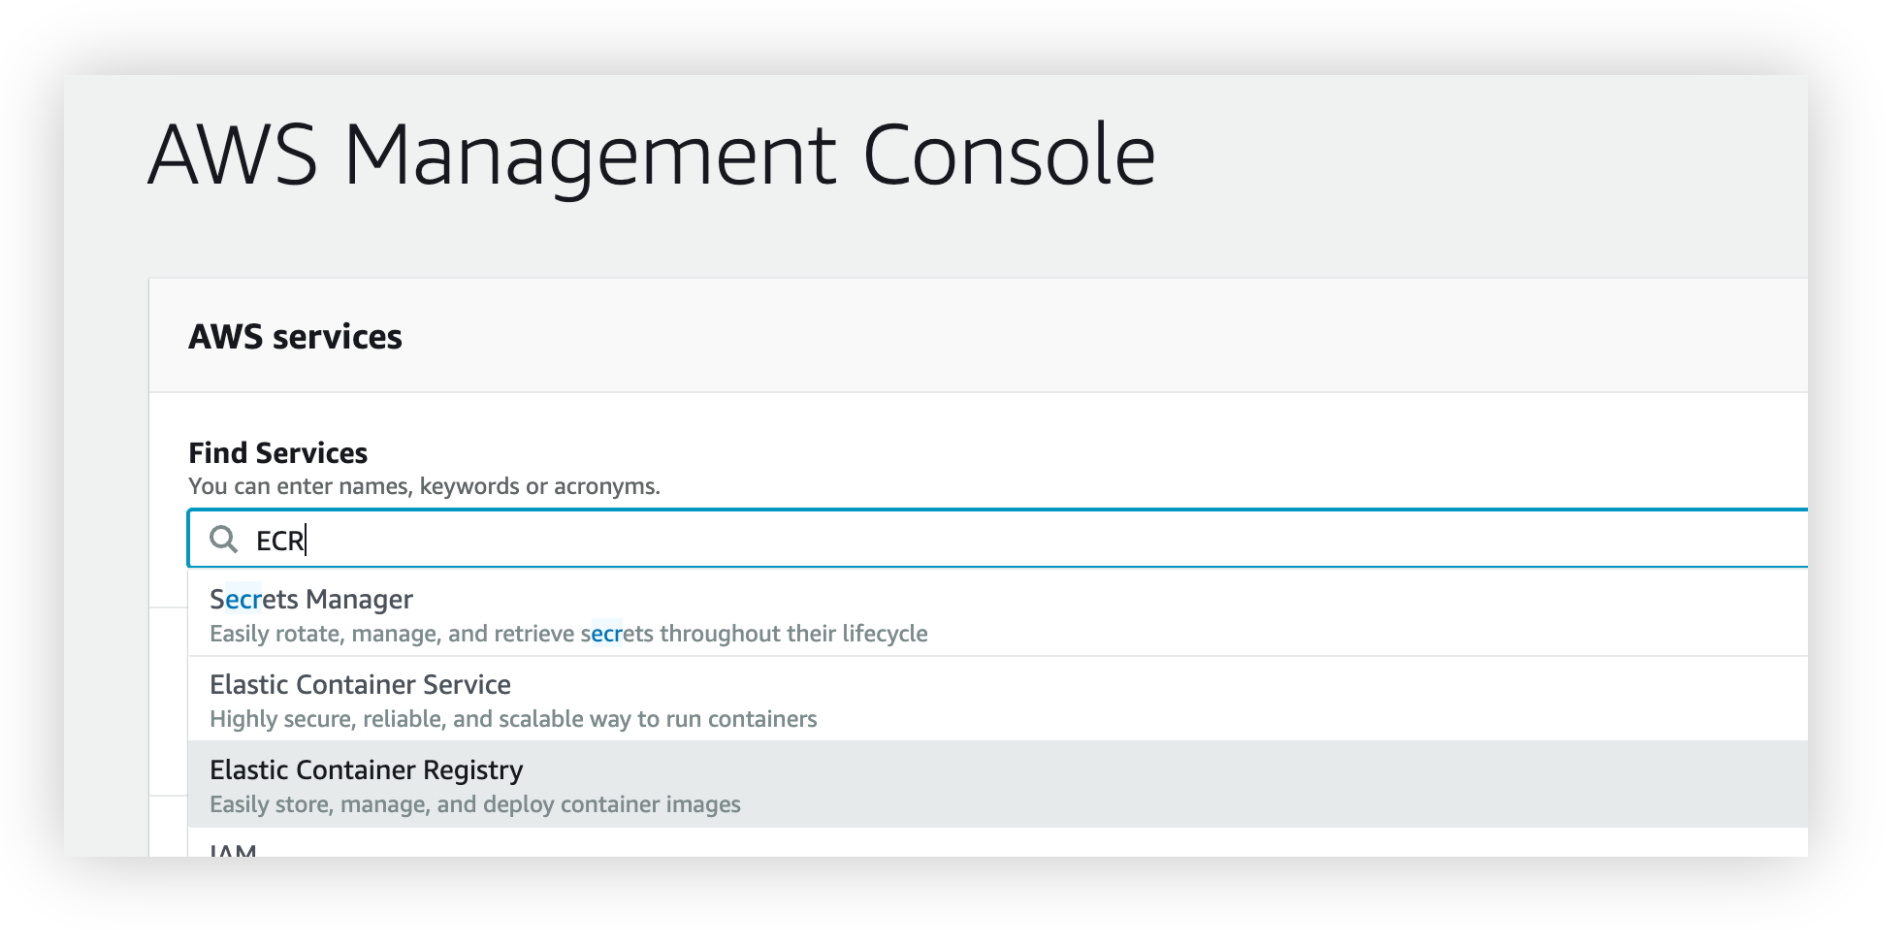 AWS Management Console
AWS services
Find Services
You can enter names, keywords or acronyms.
ECR
Secrets Manager
Easily rotate, manage, and retrieve secrets throughout their lifecycle
Elastic Container Service
Highly secure, reliable, and scalable way to run containers
Elastic Container Registry
Easily store, manage, and deploy container images
IAM